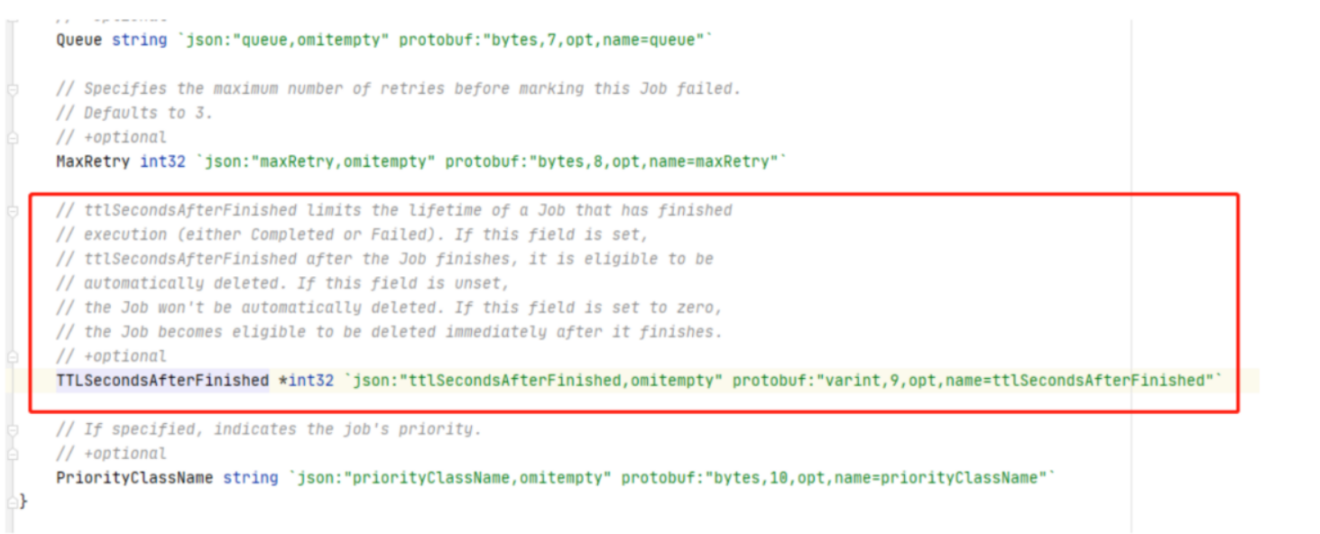 Queue string `json:"queue,omitempty" protobuf:"bytes,7,opt,name=queue"`
// Specifies the maximum number of retries before marking this Job failed.
// Defaults to 3.
// +optional
MaxRetry int32 `json:"maxRetry,omitempty" protobuf:"bytes,8,opt,name=maxRetry"`
// ttlSecondsAfterFinished limits the lifetime of a Job that has finished
// execution (either Completed or Failed). If this field is set,
// ttlSecondsAfterFinished after the Job finishes, it is eligible to be
// automatically deleted. If this field is unset,
// the Job won't be automatically deleted. If this field is set to zero,
// the Job becomes eligible to be deleted immediately after it finishes.
// +optional
TTLSecondsAfterFinished *int32 `json:"ttlSecondsAfterFinished,omitempty" protobuf:"varint,9,opt,name=ttlSecondsAfterFinished"`
// If specified, indicates the job's priority.
// +optional
PriorityClassName string `json:"priorityClassName,omitempty" protobuf:"bytes,10,opt,name=priorityClassName"`
}